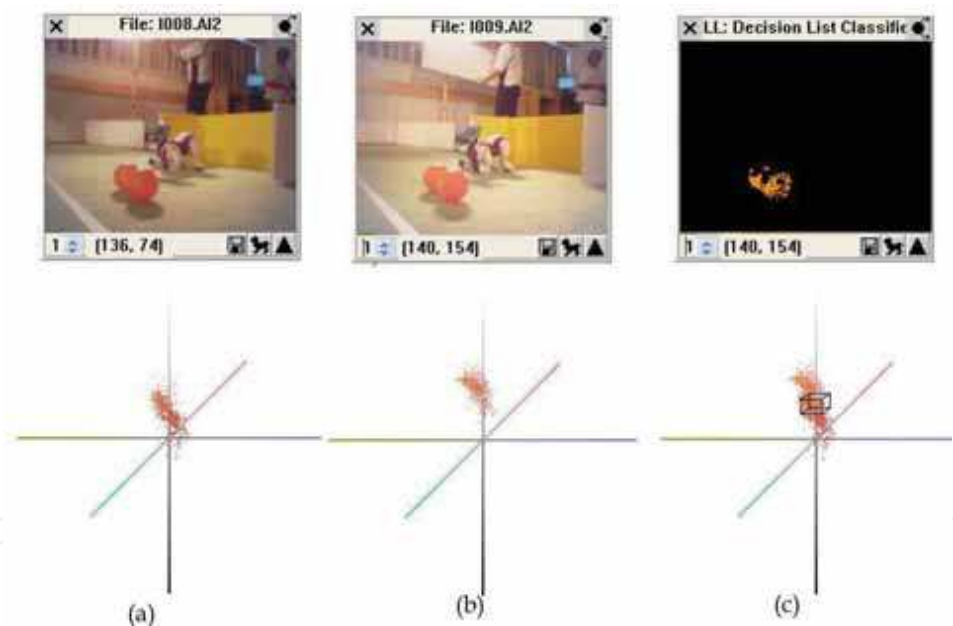 File: I008.AI2
File: I009.AI2
LL: Decision List Classific
1 (136, 74)
1 (140, 154)
1 (140, 154)
(a)
(b)
(c)